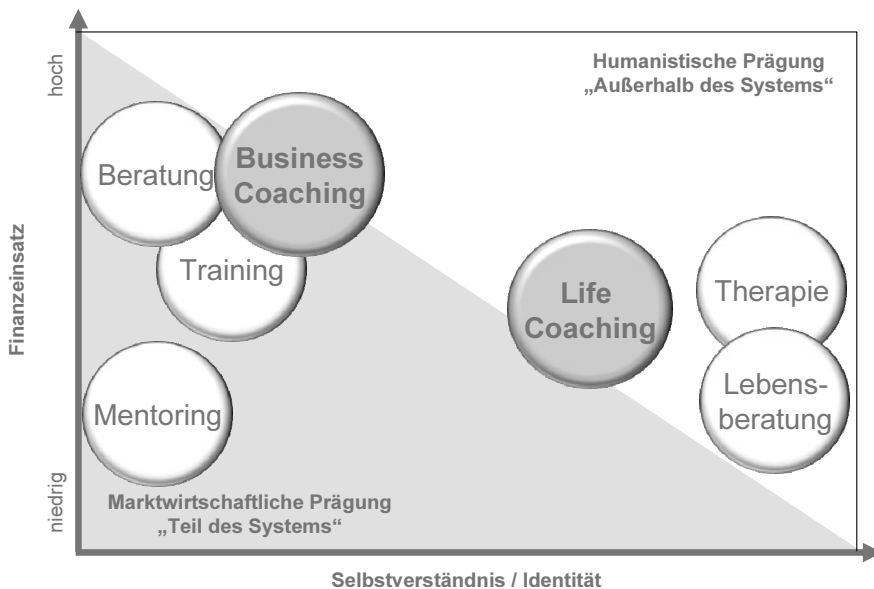 hoch
Humanistische Prägung
„Außerhalb des Systems“
Beratung
Business
Coaching
Training
Life
Coaching
Therapie
Mentoring
Lebens-
beratung
Finanzeinsatz
niedrig
Marktwirtschaftliche Prägung
„Teil des Systems“
Selbstverständnis / Identität